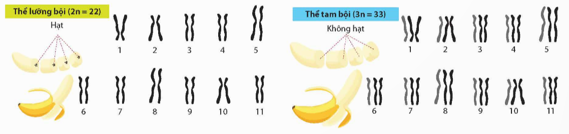 Thể lưỡng bội (2n = 22)
Hạt
1 2 3 4 5
6 7 8 9 10 11
Thể tam bội (3n = 33)
Không hạt
1 2 3 4 5
6 7 8 9 10 11